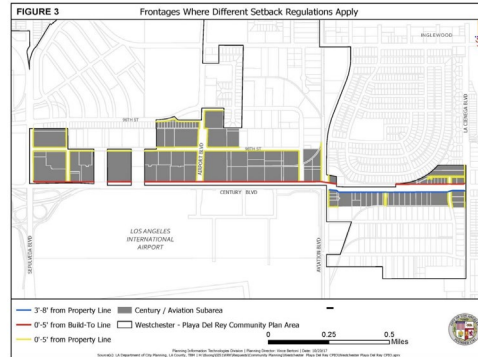 FIGURE 3
Frontages Where Different Setback Regulations Apply
INGLEWOOD
LA CIENEGA BLVD
98TH ST
AIRPORT BLVD
CENTURY BLVD
LOS ANGELES
INTERNATIONAL
AIRPORT
SEPULVEDA BLVD
AVIATION BLVD
3'-8' from Property Line
Century / Aviation Subarea
0'-5' from Build-To Line
Westchester - Playa Del Rey Community Plan Area
0'-5' from Property Line
0 0.25 0.5
Miles